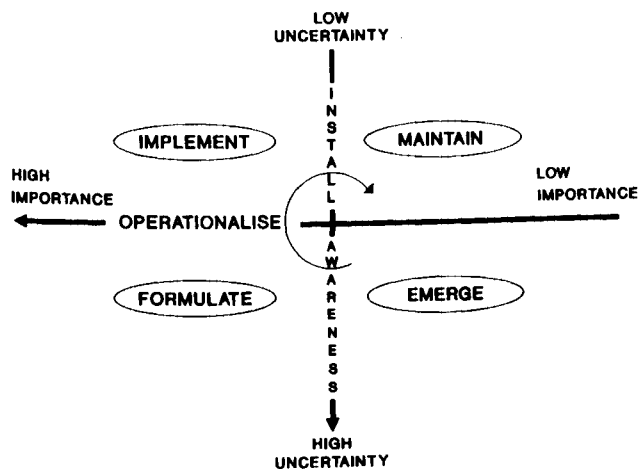 LOW
UNCERTAINTY
INSTALL
IMPLEMENT
MAINTAIN
HIGH
IMPORTANCE
LOW
IMPORTANCE
OPERATIONALISE
AWARENESS
FORMULATE
EMERGE
HIGH
UNCERTAINTY